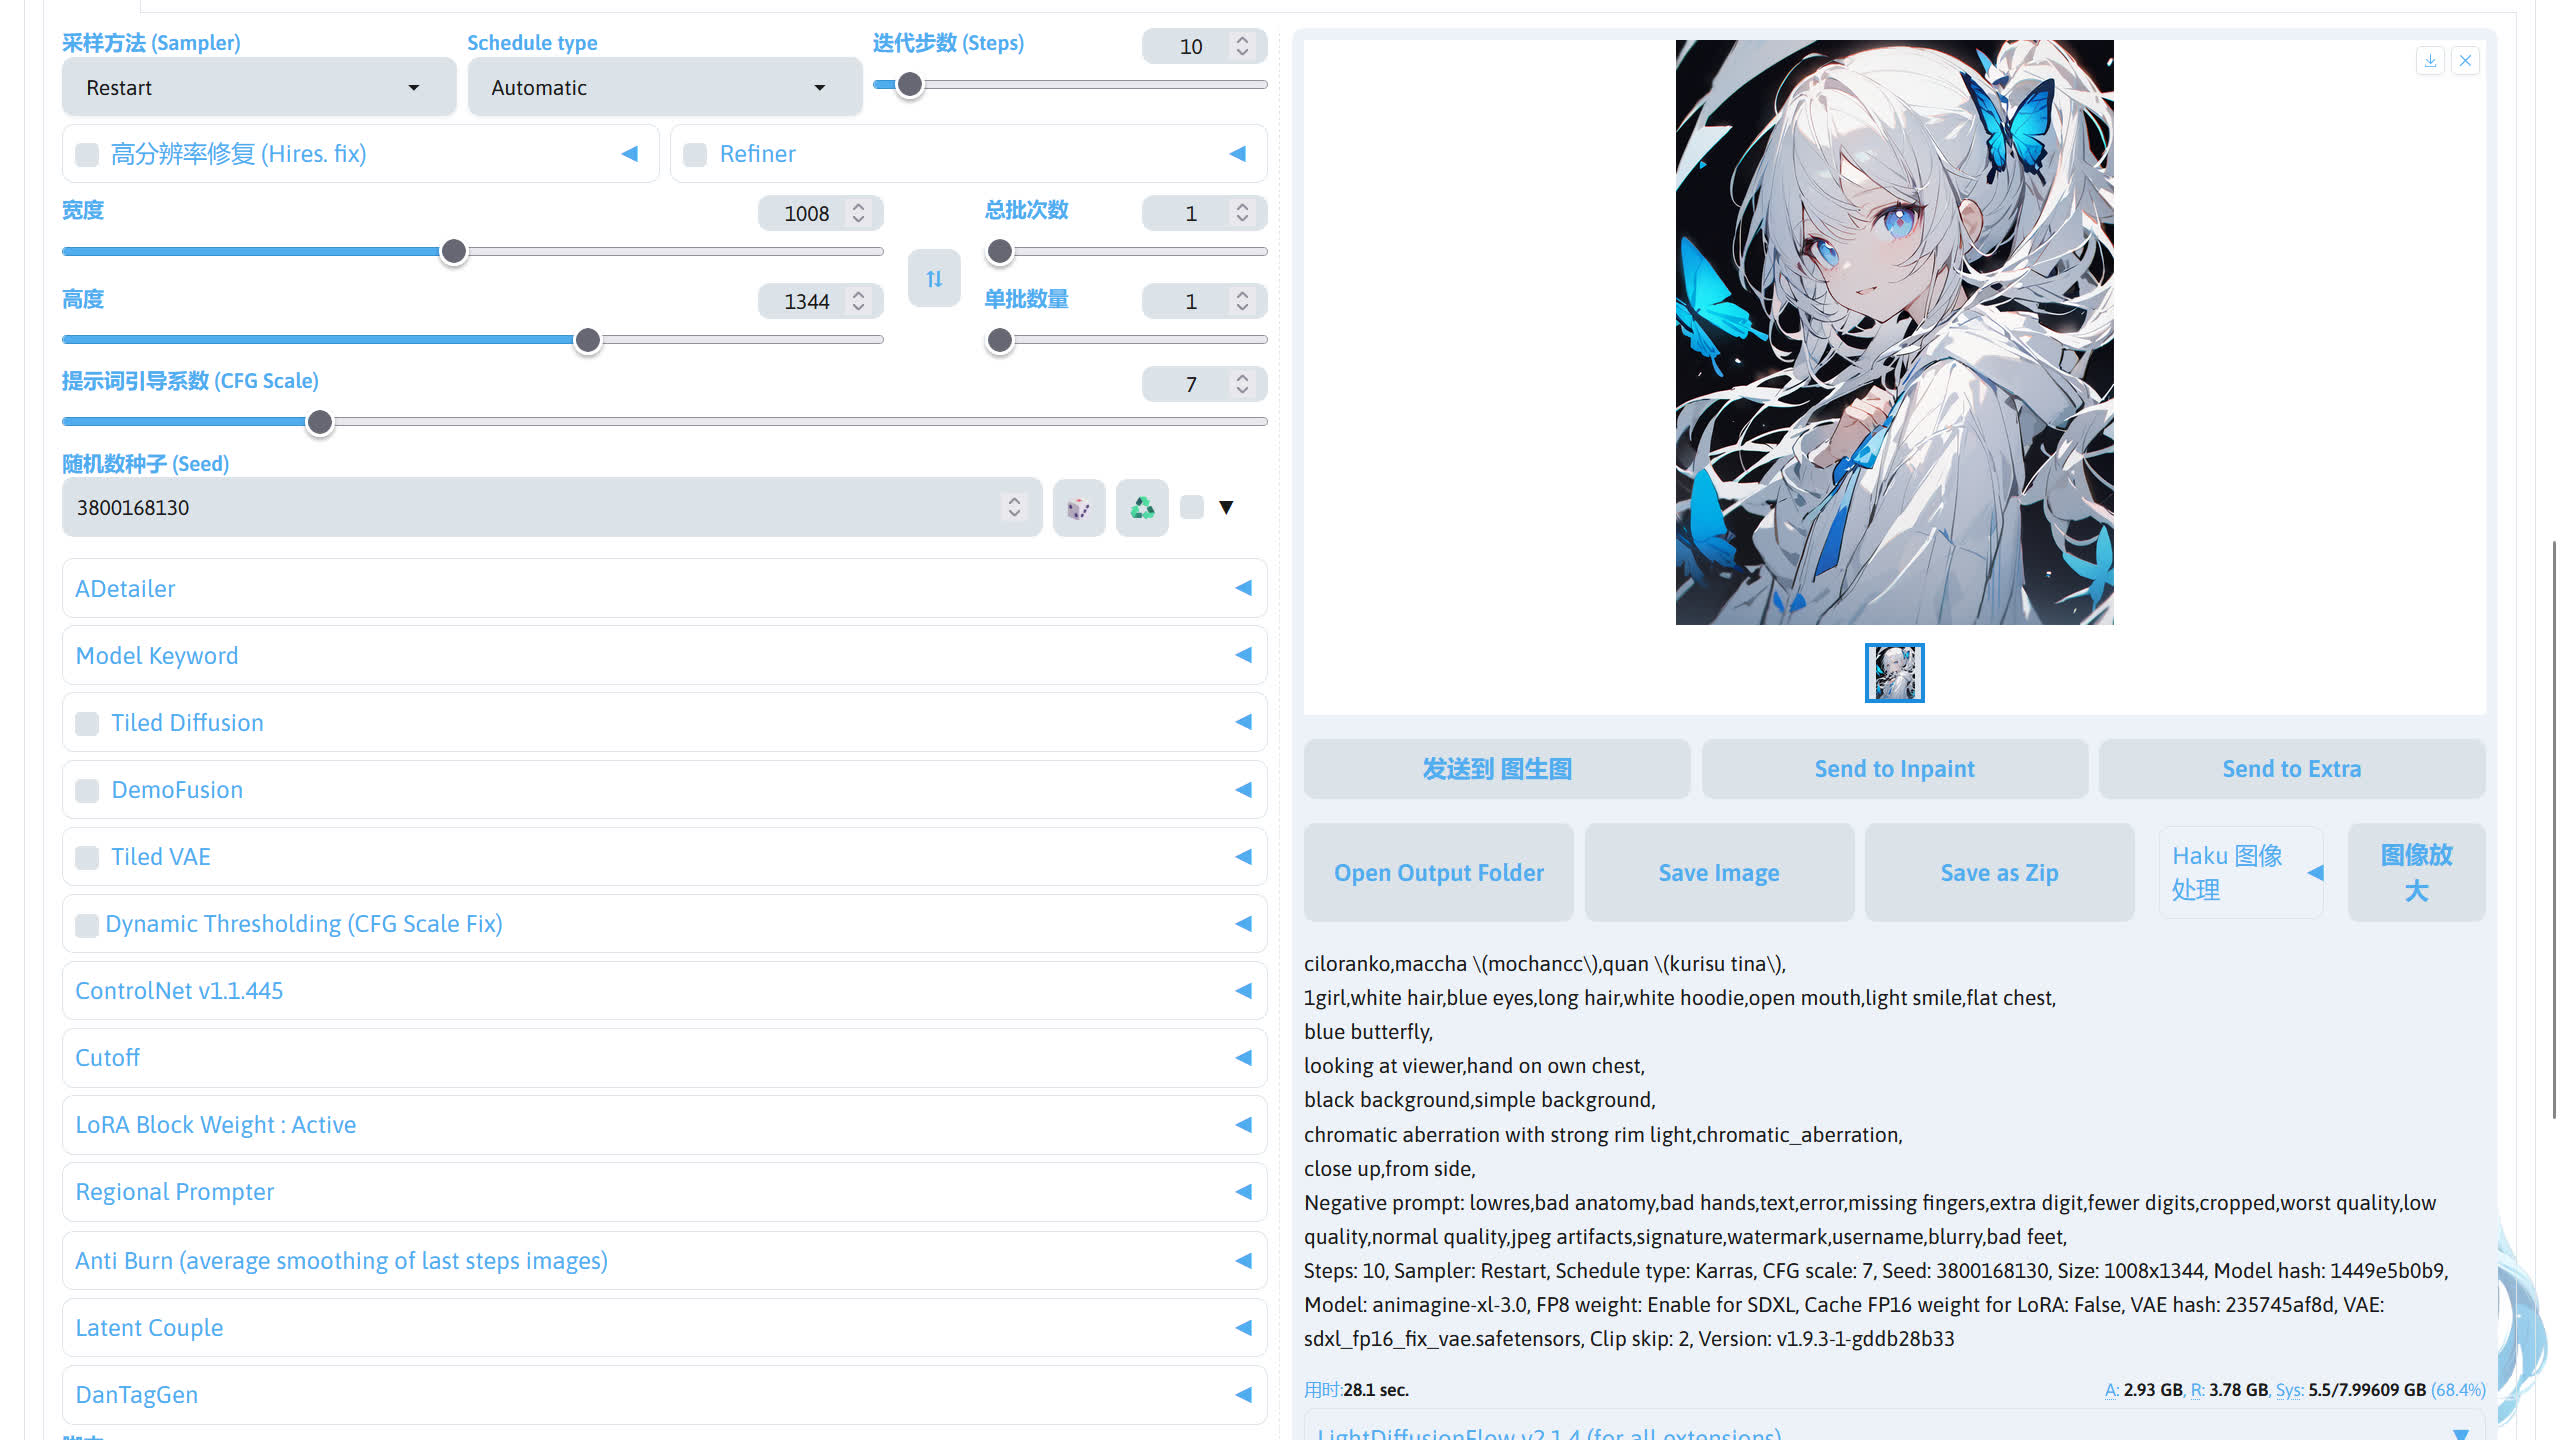 采样方法 (Sampler)
Restart
Schedule type
Automatic
迭代步数 (Steps)
10
高分辨率修复 (Hires. fix)
Refiner
宽度
1008
总批次数
1
高度
1344
单批数量
1
提示词引导系数 (CFG Scale)
7
随机数种子 (Seed)
3800168130
ADetailer
Model Keyword
Tiled Diffusion
DemoFusion
Tiled VAE
Dynamic Thresholding (CFG Scale Fix)
ControlNet v1.1.445
Cutoff
LoRA Block Weight : Active
Regional Prompter
Anti Burn (average smoothing of last steps images)
Latent Couple
DanTagGen
发送到 图生图
Send to Inpaint
Send to Extra
Open Output Folder
Save Image
Save as Zip
Haku 图像
处理
图像放
大
ciloranko,maccha \(mochancc\),quan \(kurisu tina\),
1girl,white hair,blue eyes,long hair,white hoodie,open mouth,light smile,flat chest,
blue butterfly,
looking at viewer,hand on own chest,
black background,simple background,
chromatic aberration with strong rim light,chromatic_aberration,
close up,from side,
Negative prompt: lowres,bad anatomy,bad hands,text,error,missing fingers,extra digit,fewer digits,cropped,worst quality,low
quality,normal quality,jpeg artifacts,signature,watermark,username,blurry,bad feet,
Steps: 10, Sampler: Restart, Schedule type: Karras, CFG scale: 7, Seed: 3800168130, Size: 1008x1344, Model hash: 1449e5b0b9,
Model: animagine-xl-3.0, FP8 weight: Enable for SDXL, Cache FP16 weight for LoRA: False, VAE hash: 235745af8d, VAE:
sdxl_fp16_fix_vae.safetensors, Clip skip: 2, Version: v1.9.3-1-gddb28b33
用时:28.1 sec.
A: 2.93 GB, R: 3.78 GB, Sys: 5.5/7.99609 GB (68.4%)
LightDiffusionFlow v2.1.4 (for all extensions)